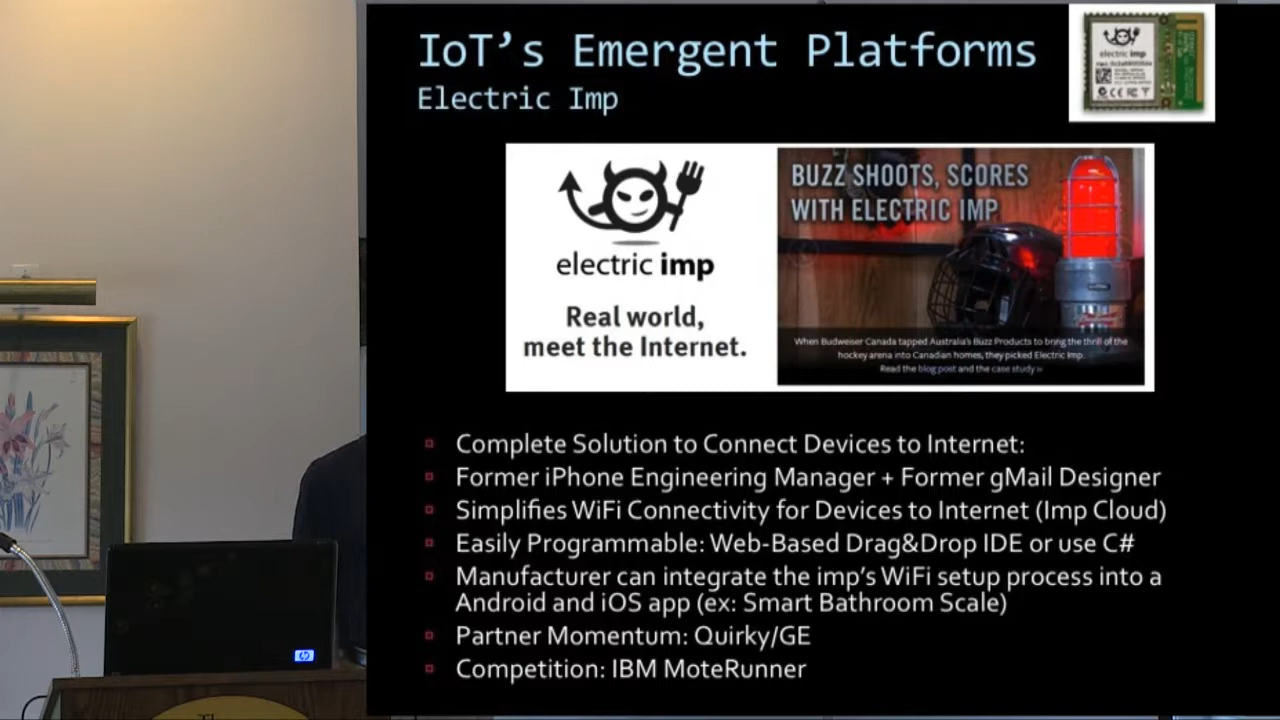 IoT's Emergent Platforms
Electric Imp
electric imp
electric imp
Real world,
meet the Internet.
BUZZ SHOOTS, SCORES
WITH ELECTRIC IMP
When Budweiser Canada tapped Australia's Buzz Products to bring the thrill of the
hockey arena into Canadian homes, they picked Electric Imp.
Read the blog post and the case study »
Complete Solution to Connect Devices to Internet:
Former iPhone Engineering Manager + Former gMail Designer
Simplifies WiFi Connectivity for Devices to Internet (Imp Cloud)
Easily Programmable: Web-Based Drag&Drop IDE or use C#
Manufacturer can integrate the imp's WiFi setup process into a
Android and iOS app (ex: Smart Bathroom Scale)
Partner Momentum: Quirky/GE
Competition: IBM MoteRunner
hp